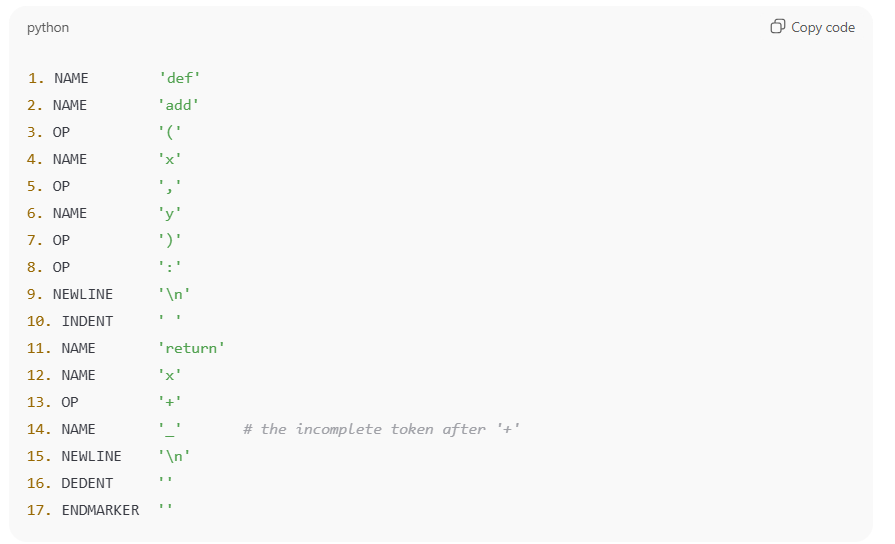 python
Copy code
1. NAME        'def'
2. NAME        'add'
3. OP          '('
4. NAME        'x'
5. OP          ','
6. NAME        'y'
7. OP          ')'
8. OP          ':'
9. NEWLINE     '\n'
10. INDENT     ' '
11. NAME       'return'
12. NAME       'x'
13. OP         '+'
14. NAME       '_'       # the incomplete token after '+'
15. NEWLINE    '\n'
16. DEDENT     ''
17. ENDMARKER  ''